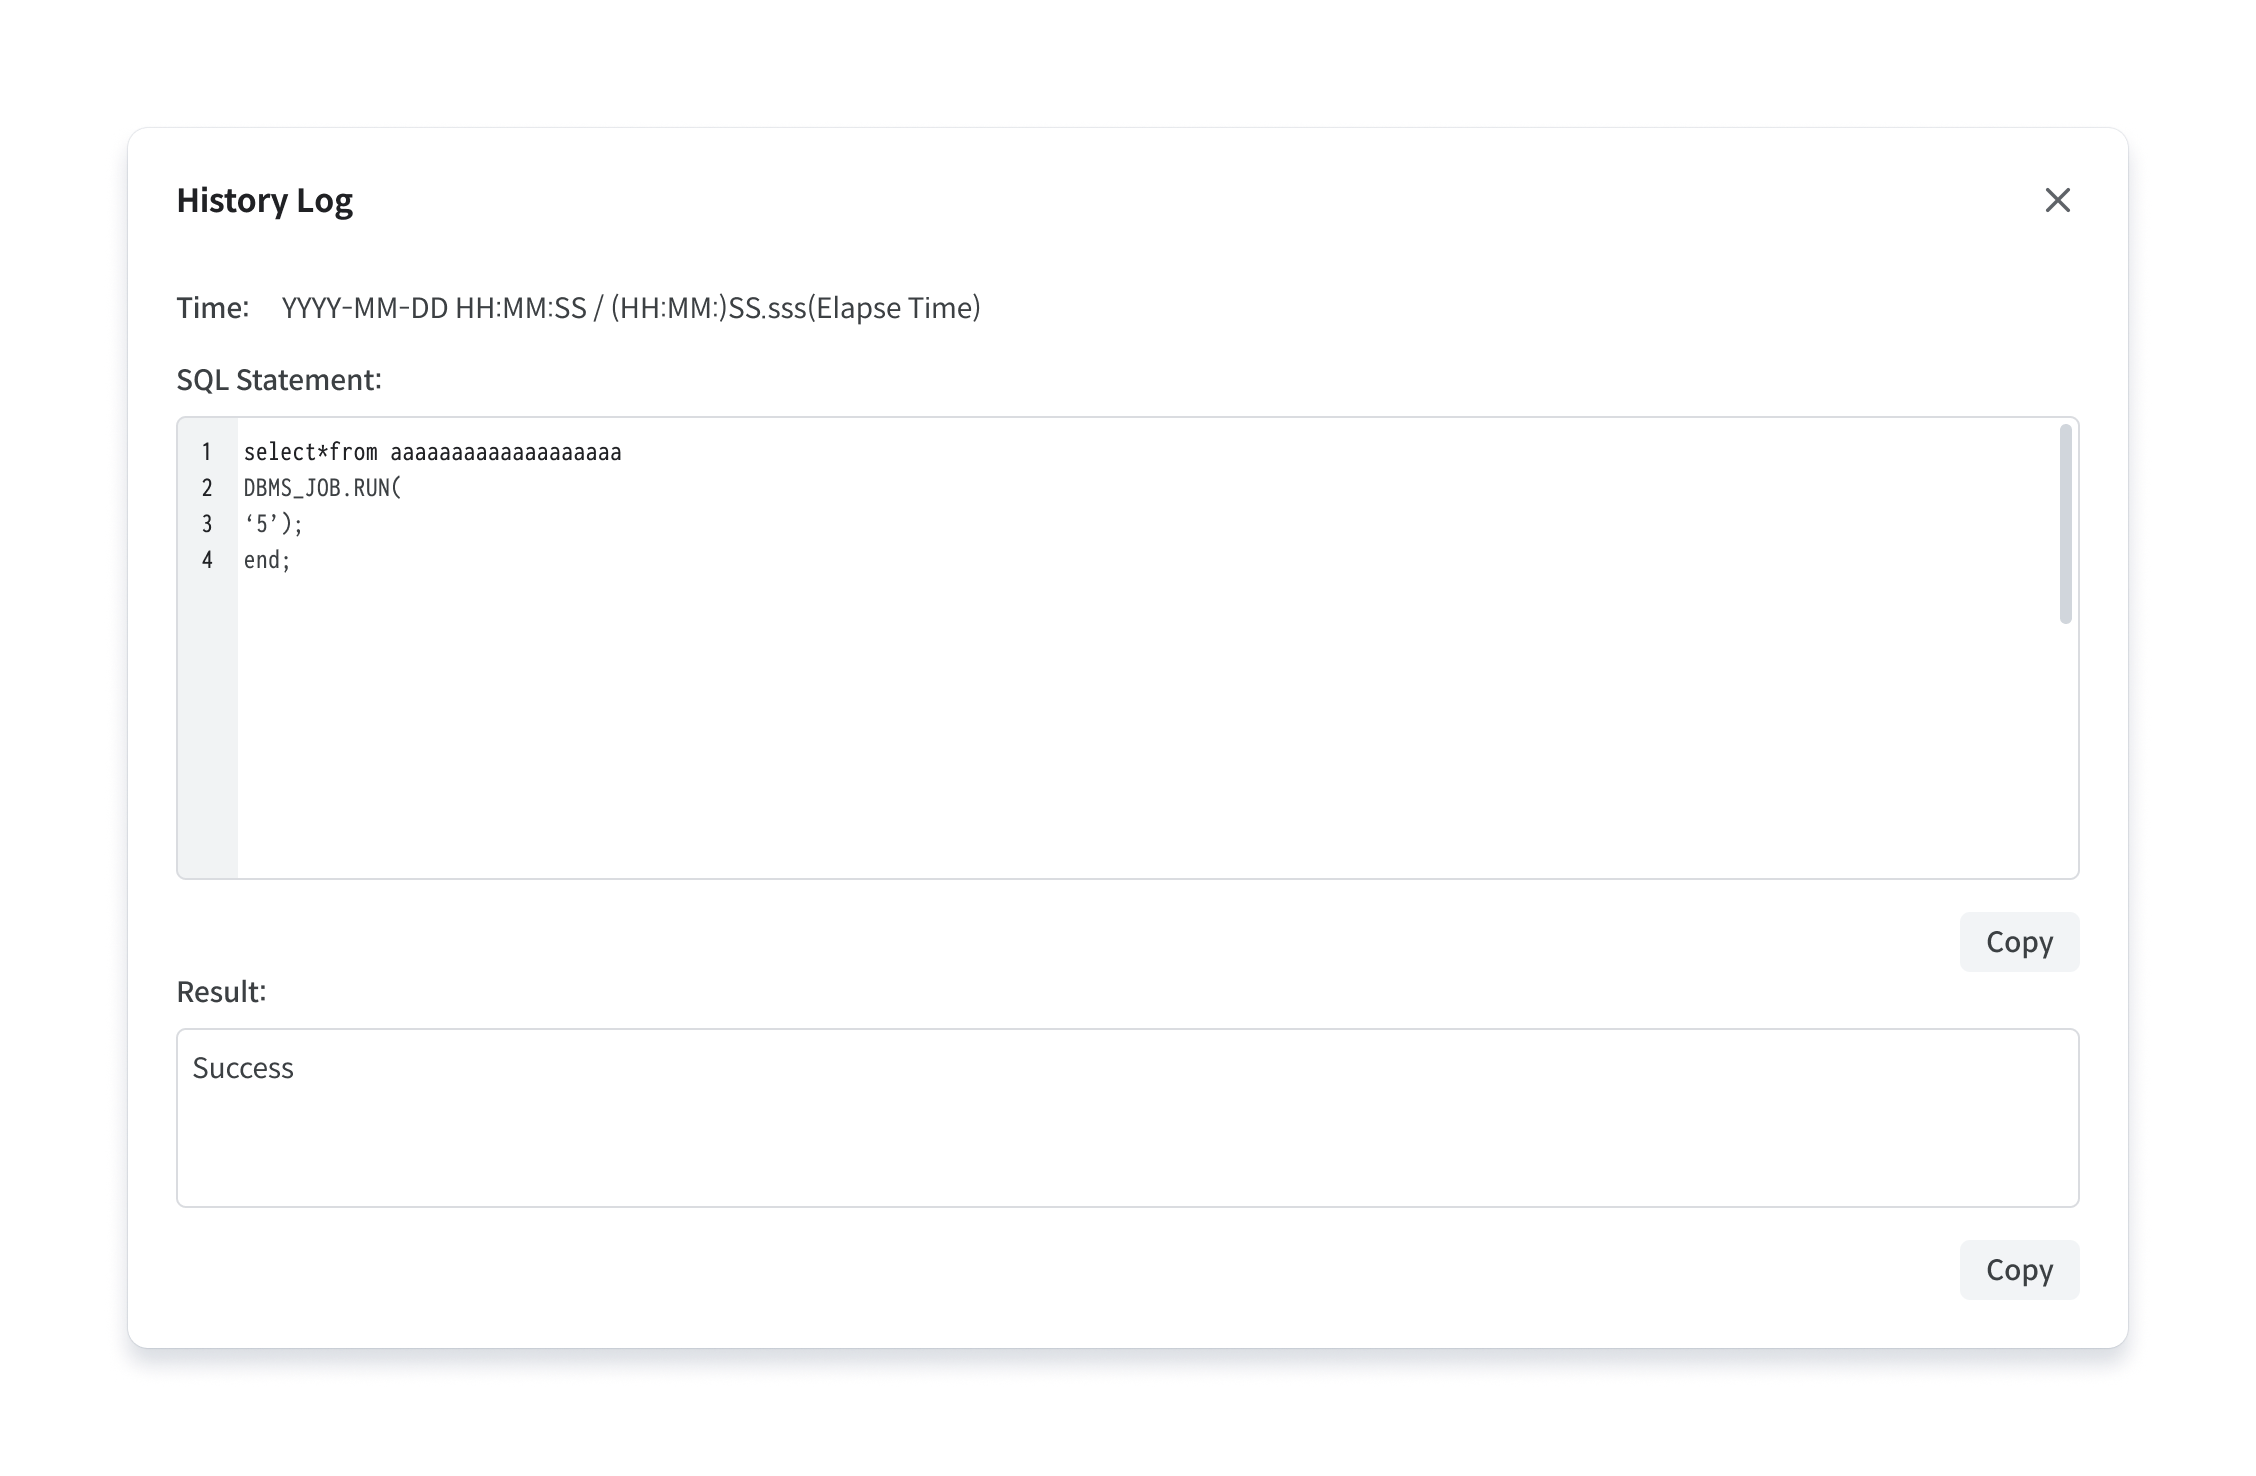 History Log
Time: YYYY-MM-DD HH:MM:SS / (HH:MM:)SS.sss(Elapse Time)
SQL Statement:
1 select*from aaaaaaaaaaaaaaaaaaa
2 DBMS_JOB.RUN(
3 ‘5’);
4 end;
Copy
Result:
Success
Copy